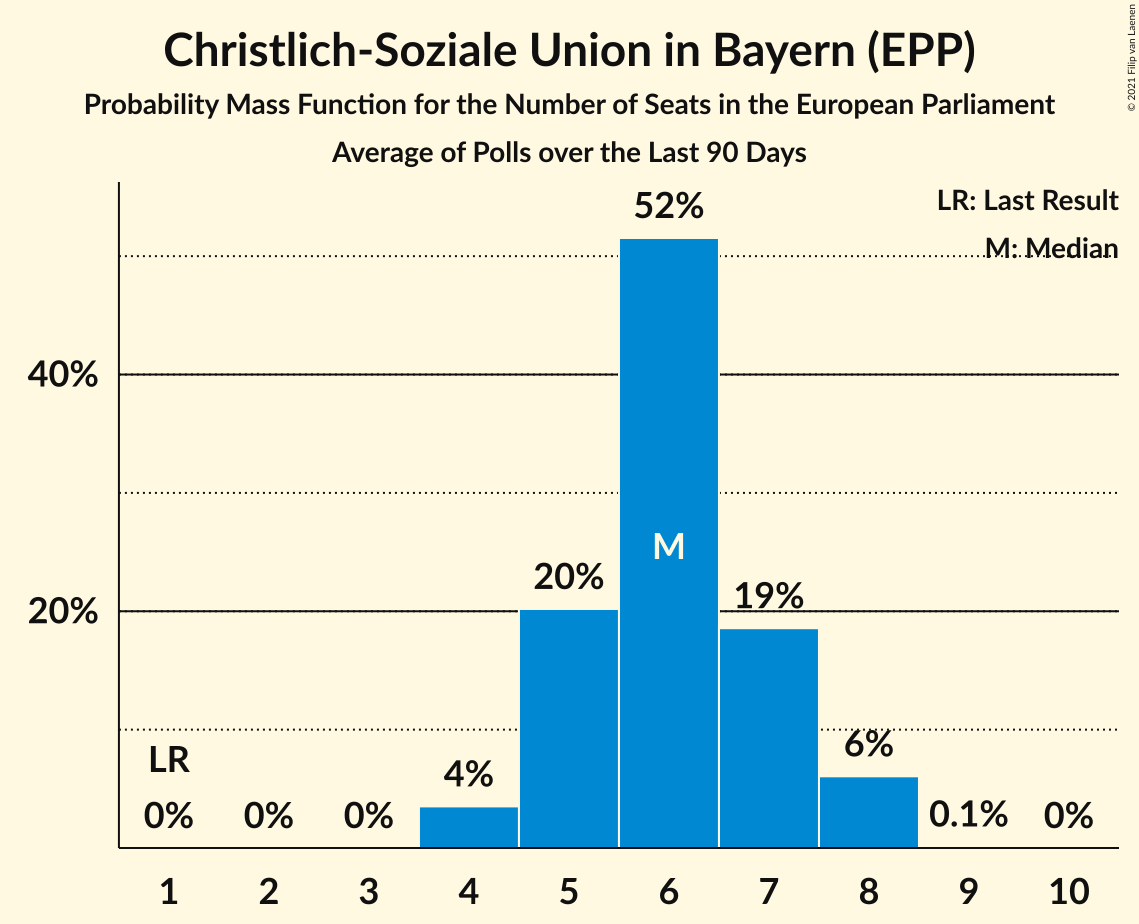 Christlich-Soziale Union in Bayern (EPP)
Probability Mass Function for the Number of Seats in the European Parliament
Average of Polls over the Last 90 Days
© 2021 Filip van Laenen
LR: Last Result
M: Median
52%
40%
M
20%
19%
20%
LR
6%
4%
0%
0%
0%
0.1%
0%
1 2 3 4 5 6 7 8 9 10